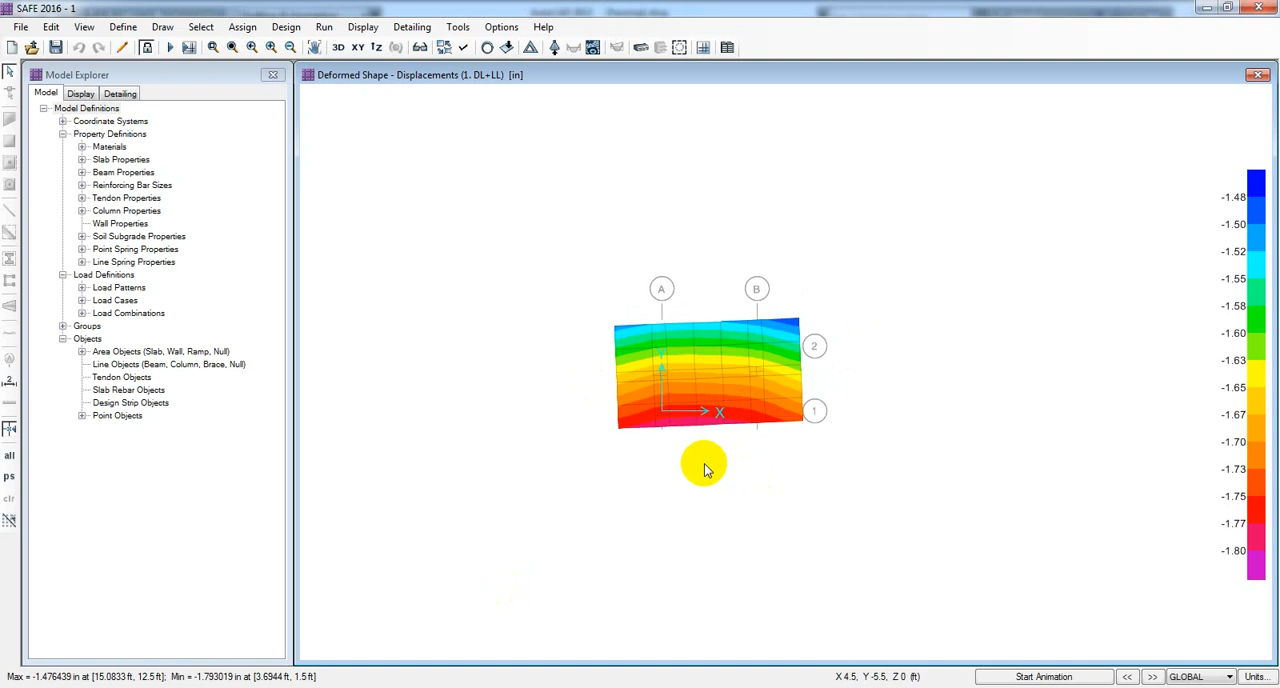 SAFE 2016 - 1
File Edit View Define Draw Select Assign Design Run Display Detailing Tools Options Help
3D XY
Model Explorer
Deformed Shape - Displacements (1. DL+LL) [in]
Model Display Detailing
Model Definitions
Coordinate Systems
Property Definitions
Materials
Slab Properties
Beam Properties
Reinforcing Bar Sizes
Tendon Properties
Column Properties
Wall Properties
Soil Subgrade Properties
Point Spring Properties
Line Spring Properties
Load Definitions
Load Patterns
Load Cases
Load Combinations
Groups
Objects
Area Objects (Slab, Wall, Ramp, Null)
Line Objects (Beam, Column, Brace, Null)
Tendon Objects
Slab Rebar Objects
Design Strip Objects
Point Objects
all
ps
clr
A B
2
1
X
Y
-1.48
-1.50
-1.52
-1.55
-1.58
-1.60
-1.63
-1.65
-1.67
-1.70
-1.73
-1.75
-1.77
-1.80
Max = -1.476439 in at [15.0833 ft, 12.5 ft]; Min = -1.793019 in at [3.6944 ft, 1.5 ft]
X 4.5, Y -5.5, Z 0 (ft)
Start Animation << >> GLOBAL Units...